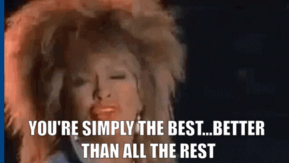 YOU'RE SIMPLY THE BEST...BETTER
THAN ALL THE REST